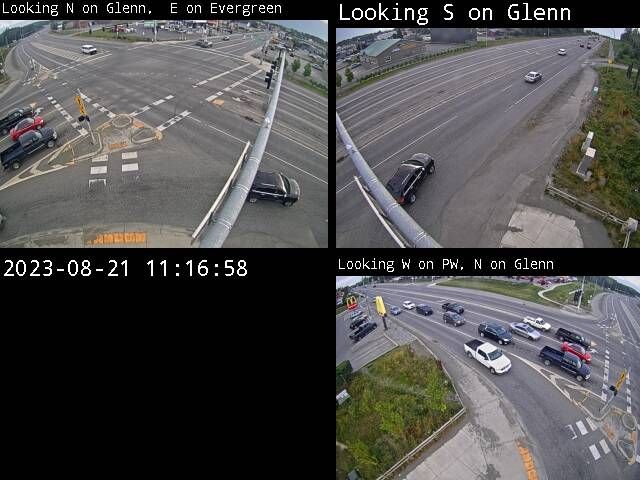 Looking N on Glenn,  E on Evergreen
Looking S on Glenn
2023-08-21 11:16:58
Looking W on PW, N on Glenn